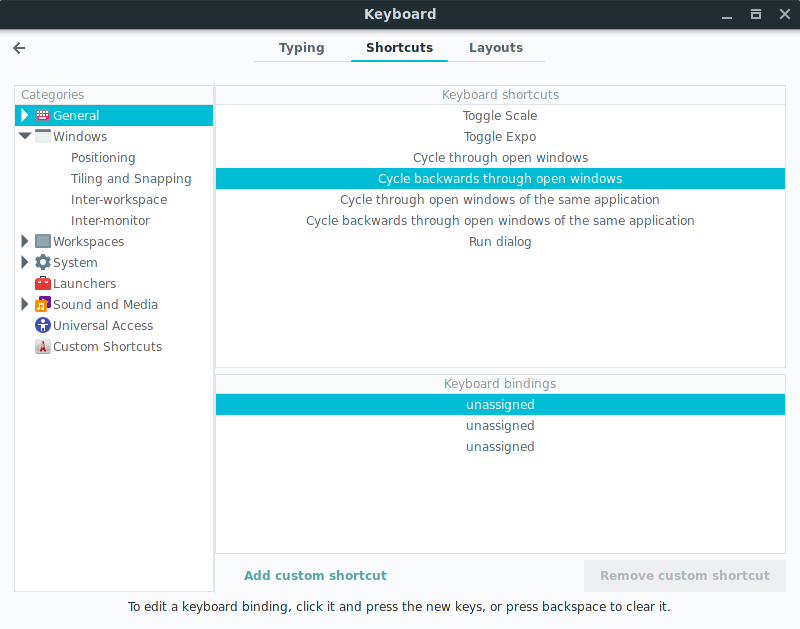 Keyboard
Typing
Shortcuts
Layouts
Categories
General
Windows
Positioning
Tiling and Snapping
Inter-workspace
Inter-monitor
Workspaces
System
Launchers
Sound and Media
Universal Access
Custom Shortcuts
Keyboard shortcuts
Toggle Scale
Toggle Expo
Cycle through open windows
Cycle backwards through open windows
Cycle through open windows of the same application
Cycle backwards through open windows of the same application
Run dialog
Keyboard bindings
unassigned
unassigned
unassigned
Add custom shortcut
Remove custom shortcut
To edit a keyboard binding, click it and press the new keys, or press backspace to clear it.